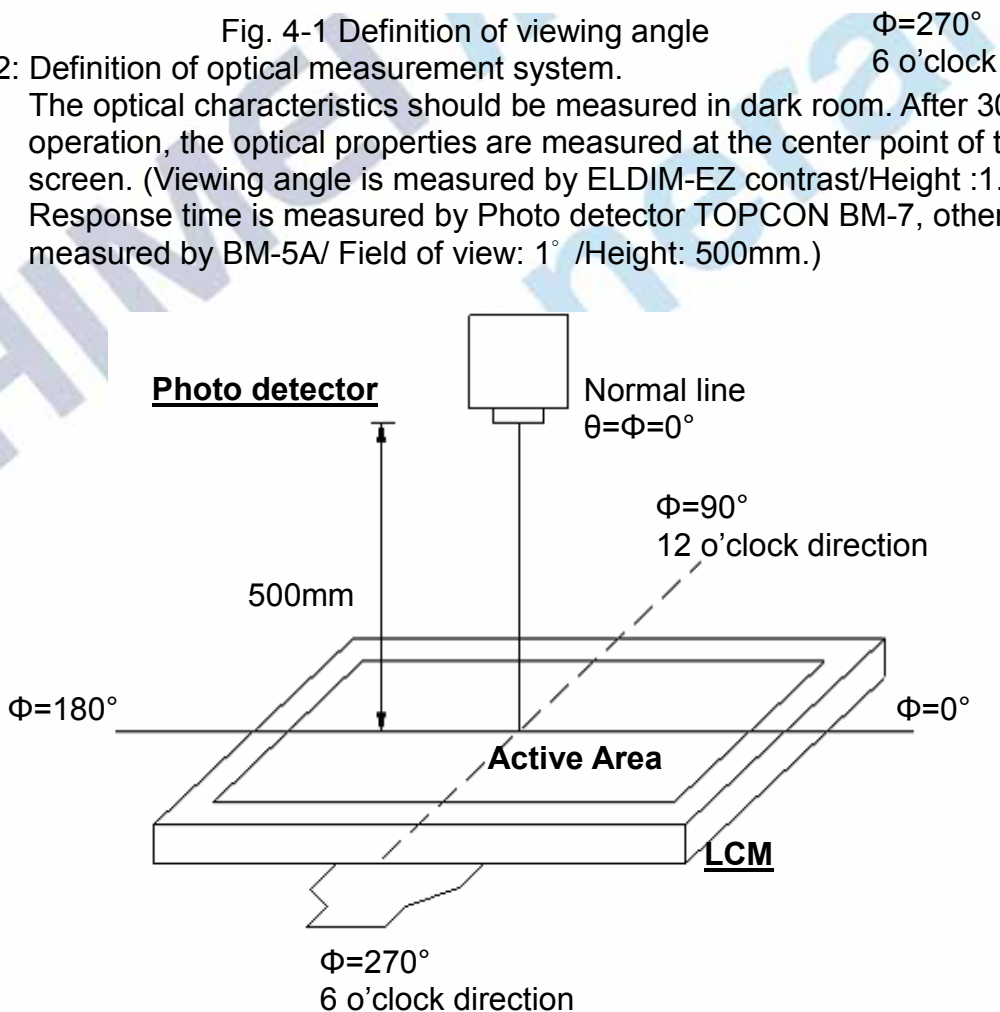 Fig. 4-1 Definition of viewing angle
Φ=270°
6 o’clock
2: Definition of optical measurement system.
The optical characteristics should be measured in dark room. After 30
operation, the optical properties are measured at the center point of t
screen. (Viewing angle is measured by ELDIM-EZ contrast/Height :1.
Response time is measured by Photo detector TOPCON BM-7, other
measured by BM-5A/ Field of view: 1° /Height: 500mm.)
Photo detector
Normal line
θ=Φ=0°
Φ=90°
12 o’clock direction
500mm
Φ=180°
Φ=0°
Active Area
LCM
Φ=270°
6 o’clock direction